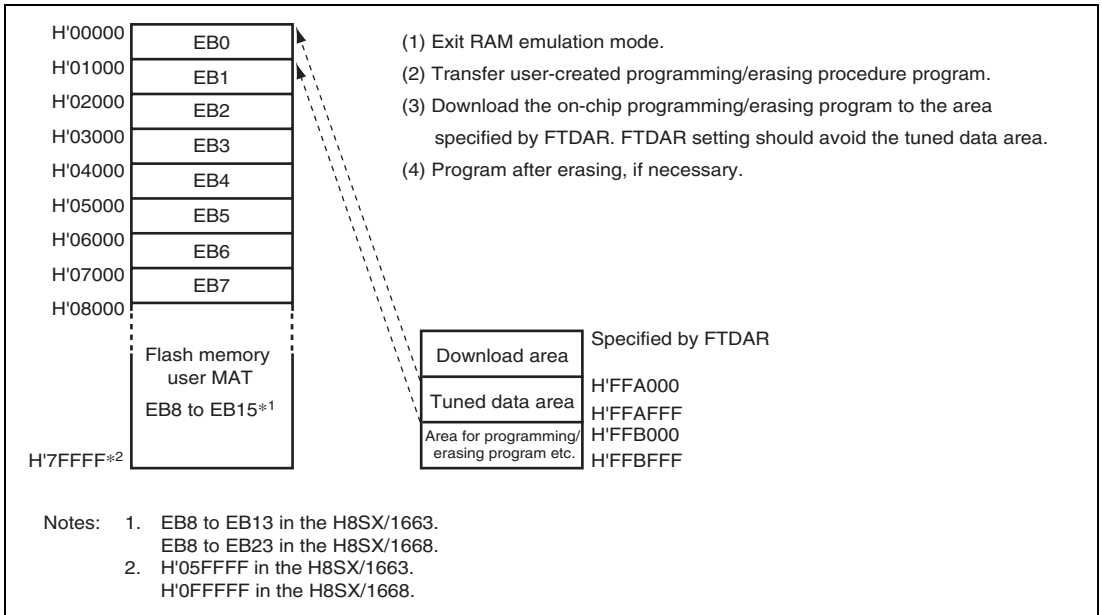 H'00000
EB0
H'01000
EB1
H'02000
EB2
H'03000
EB3
H'04000
EB4
H'05000
EB5
H'06000
EB6
H'07000
EB7
H'08000
Flash memory
user MAT
EB8 to EB15*1
H'7FFFF*2
(1) Exit RAM emulation mode.
(2) Transfer user-created programming/erasing procedure program.
(3) Download the on-chip programming/erasing program to the area
specified by FTDAR. FTDAR setting should avoid the tuned data area.
(4) Program after erasing, if necessary.
Download area
Specified by FTDAR
Tuned data area
H'FFA000
H'FFAFFF
Area for programming/
erasing program etc.
H'FFB000
H'FFBFFF
Notes: 1. EB8 to EB13 in the H8SX/1663.
EB8 to EB23 in the H8SX/1668.
2. H'05FFFF in the H8SX/1663.
H'0FFFFF in the H8SX/1668.